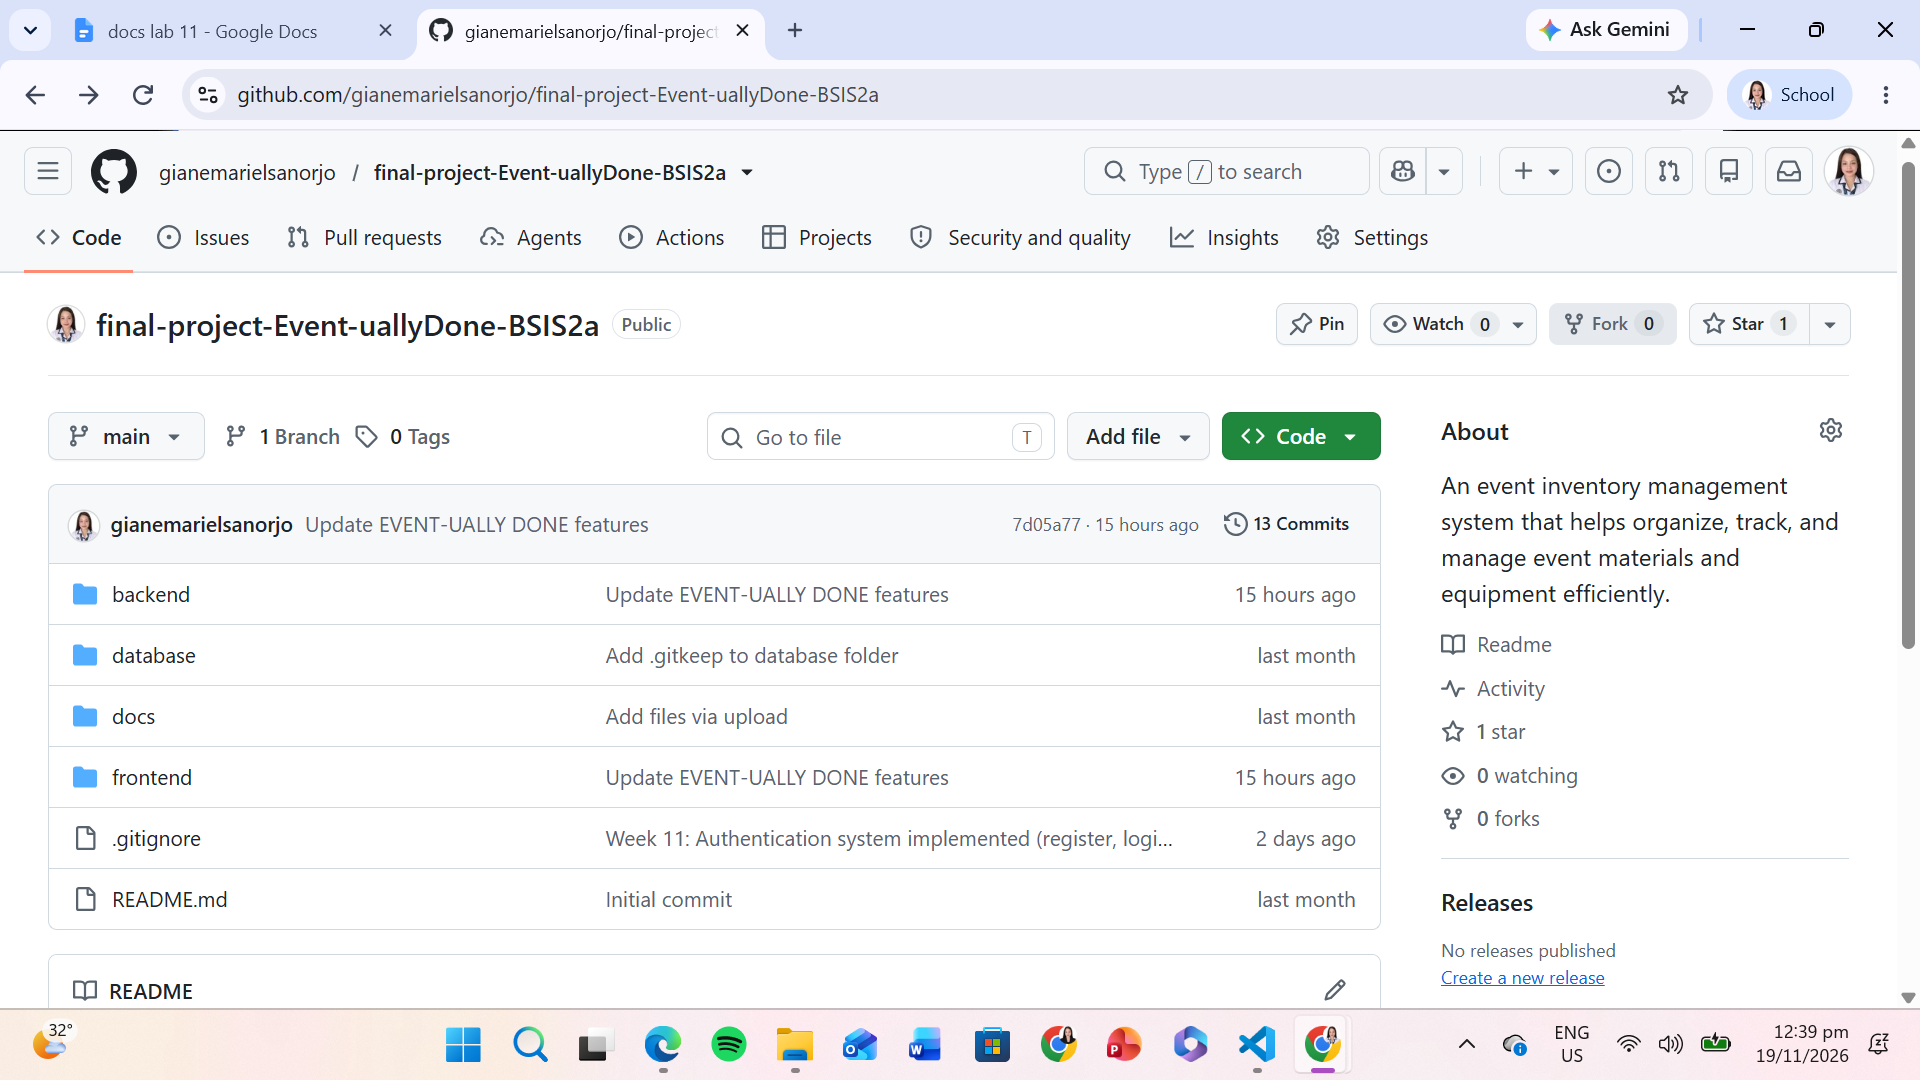 docs lab 11 - Google Docs
gianemarielsanorjo/final-project
Ask Gemini
github.com/gianemarielsanorjo/final-project-Event-uallyDone-BSIS2a
School
gianemarielsanorjo / final-project-Event-uallyDone-BSIS2a
Type / to search
Code
Issues
Pull requests
Agents
Actions
Projects
Security and quality
Insights
Settings
final-project-Event-uallyDone-BSIS2a
Public
Pin
Watch 0
Fork 0
Star 1
main
1 Branch
0 Tags
Go to file
T
Add file
Code
gianemarielsanorjo Update EVENT-UALLY DONE features 7d05a77 · 15 hours ago 13 Commits
backend Update EVENT-UALLY DONE features 15 hours ago
database Add .gitkeep to database folder last month
docs Add files via upload last month
frontend Update EVENT-UALLY DONE features 15 hours ago
.gitignore Week 11: Authentication system implemented (register, logi... 2 days ago
README.md Initial commit last month
README
About
An event inventory management
system that helps organize, track, and
manage event materials and
equipment efficiently.
Readme
Activity
1 star
0 watching
0 forks
Releases
No releases published
Create a new release
32°
ENG
US
12:39 pm
19/11/2026